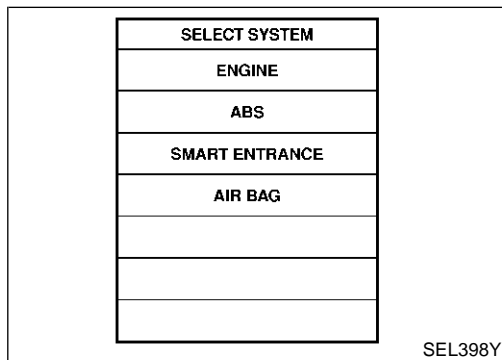 SELECT SYSTEM
ENGINE
ABS
SMART ENTRANCE
AIR BAG
SEL398Y